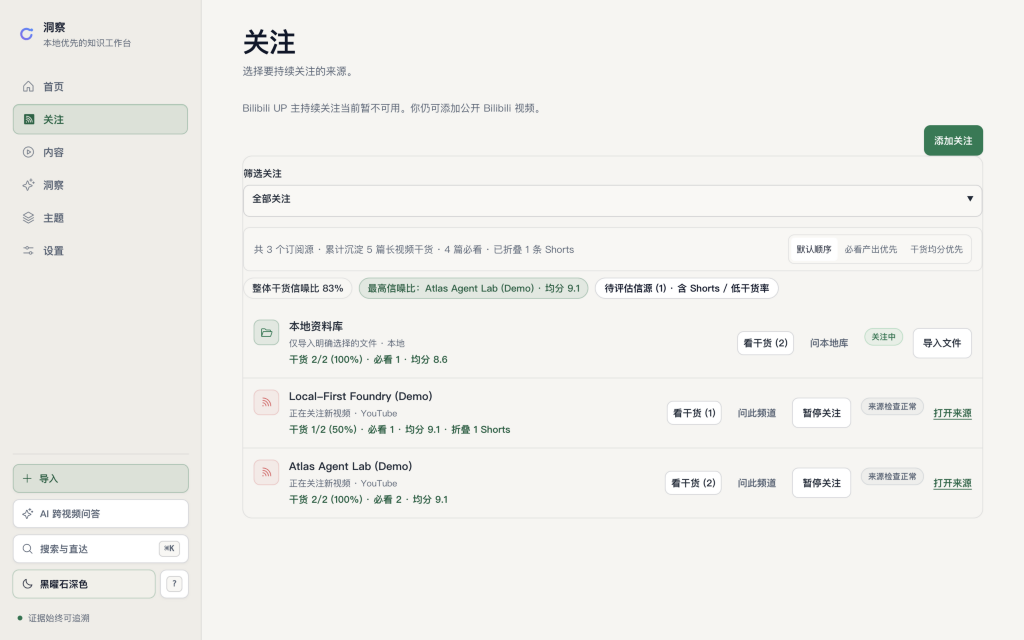 洞察
本地优先的知识工作台
首页
关注
内容
洞察
主题
设置
导入
AI 跨视频问答
搜索与直达 ⌘K
黑曜石深色 ?
证据始终可追溯
关注
选择要持续关注的来源。
Bilibili UP 主持续关注当前暂不可用。你仍可添加公开 Bilibili 视频。
添加关注
筛选关注
全部关注
共 3 个订阅源 · 累计沉淀 5 篇长视频干货 · 4 篇必看 · 已折叠 1 条 Shorts
默认顺序 必看产出优先 干货均分优先
整体干货信噪比 83% 最高信噪比：Atlas Agent Lab (Demo) · 均分 9.1 待评估信源 (1) · 含 Shorts / 低干货率
本地资料库
仅导入明确选择的文件 · 本地
干货 2/2 (100%) · 必看 1 · 均分 8.6
看干货 (2) 问本地库 关注中 导入文件
Local-First Foundry (Demo)
正在关注新视频 · YouTube
干货 1/2 (50%) · 必看 1 · 均分 9.1 · 折叠 1 Shorts
看干货 (1) 问此频道 暂停关注 来源检查正常 打开来源
Atlas Agent Lab (Demo)
正在关注新视频 · YouTube
干货 2/2 (100%) · 必看 2 · 均分 9.1
看干货 (2) 问此频道 暂停关注 来源检查正常 打开来源